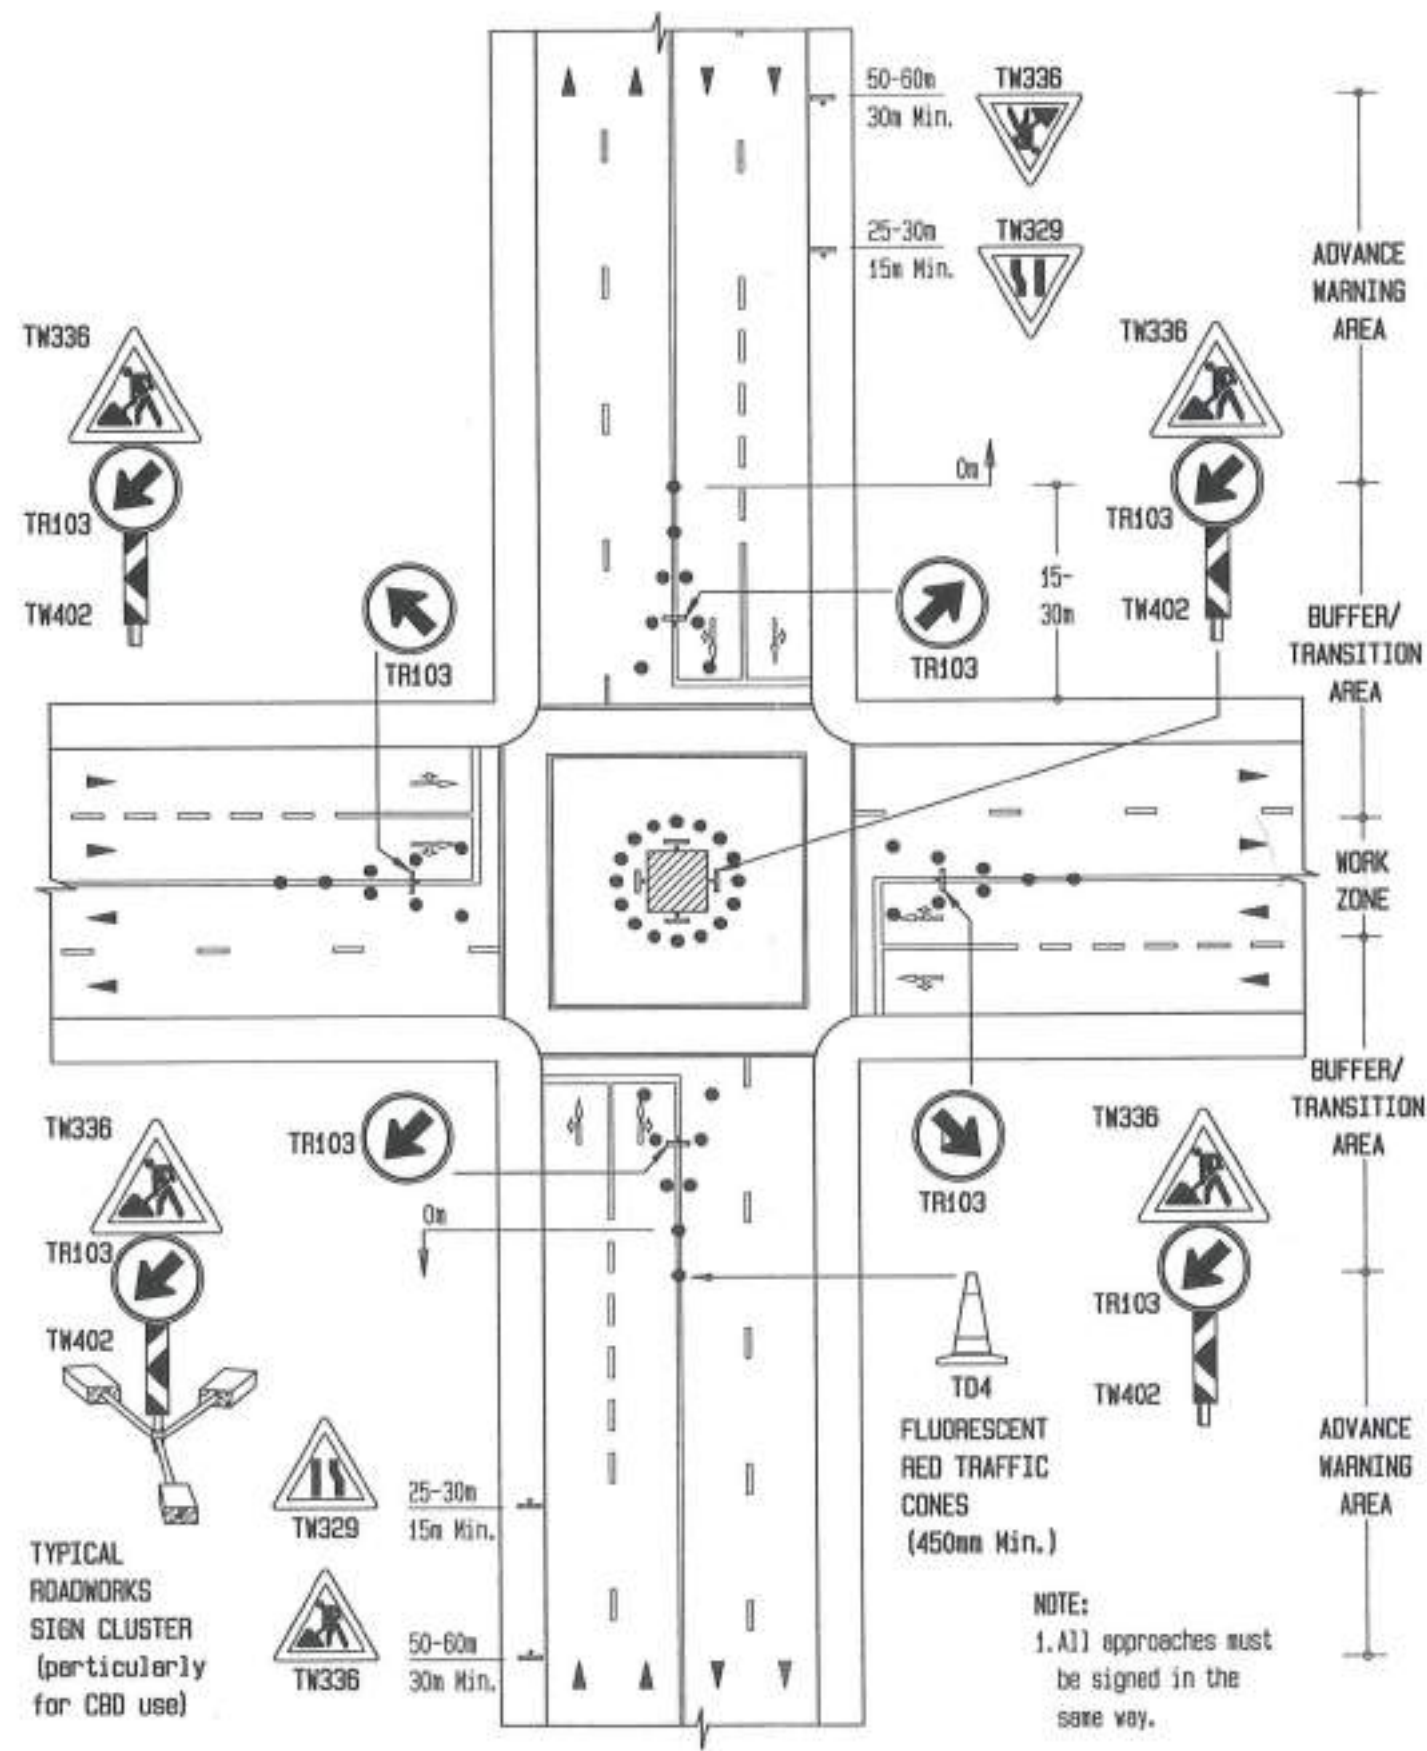 50-60m
30m Min.
TW336
25-30m
15m Min.
TW329
ADVANCE
WARNING
AREA
TW336
TR103
TW402
TW336
TR103
TW402
0m
15-
30m
TR103
TR103
BUFFER/
TRANSITION
AREA
WORK
ZONE
BUFFER/
TRANSITION
AREA
TW336
TR103
TW402
TR103
0m
TR103
TW336
TR103
TW402
TD4
FLUORESCENT
RED TRAFFIC
CONES
(450mm Min.)
ADVANCE
WARNING
AREA
TYPICAL
ROADWORKS
SIGN CLUSTER
(particularly
for CBD use)
TW329
25-30m
15m Min.
TW336
50-60m
30m Min.
NOTE:
1.All approaches must
be signed in the
same way.